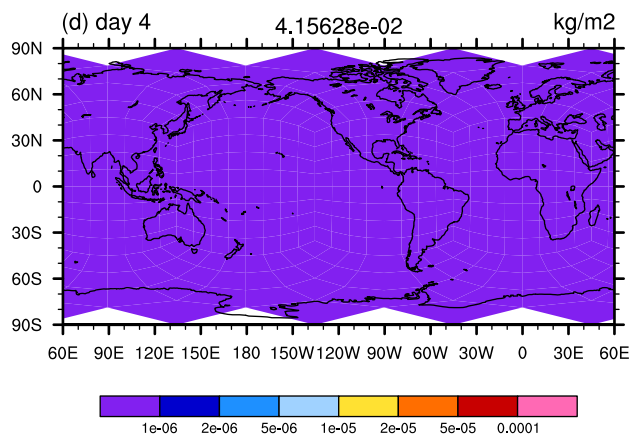 (d) day 4 4.15628e-02 kg/m2
90N
60N
30N
0
30S
60S
90S
60E 90E 120E 150E 180 150W 120W 90W 60W 30W 0 30E 60E
1e-06 2e-06 5e-06 1e-05 2e-05 5e-05 0.0001